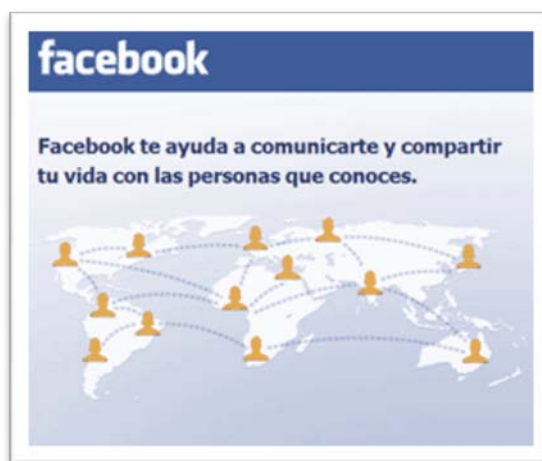 facebook
Facebook te ayuda a comunicarte y compartir
tu vida con las personas que conoces.